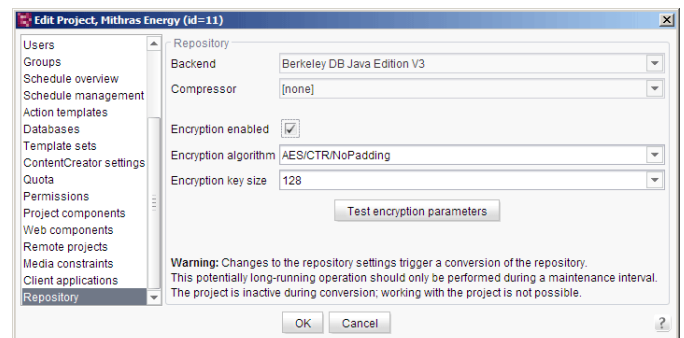 Edit Project, Mithras Energy (id=11)
Users
Groups
Schedule overview
Schedule management
Action templates
Databases
Template sets
ContentCreator settings
Quota
Permissions
Project components
Web components
Remote projects
Media constraints
Client applications
Repository
Repository
Backend Berkeley DB Java Edition V3
Compressor [none]
Encryption enabled
Encryption algorithm AES/CTR/NoPadding
Encryption key size 128
Test encryption parameters
Warning: Changes to the repository settings trigger a conversion of the repository.
This potentially long-running operation should only be performed during a maintenance interval.
The project is inactive during conversion; working with the project is not possible.
OK Cancel ?